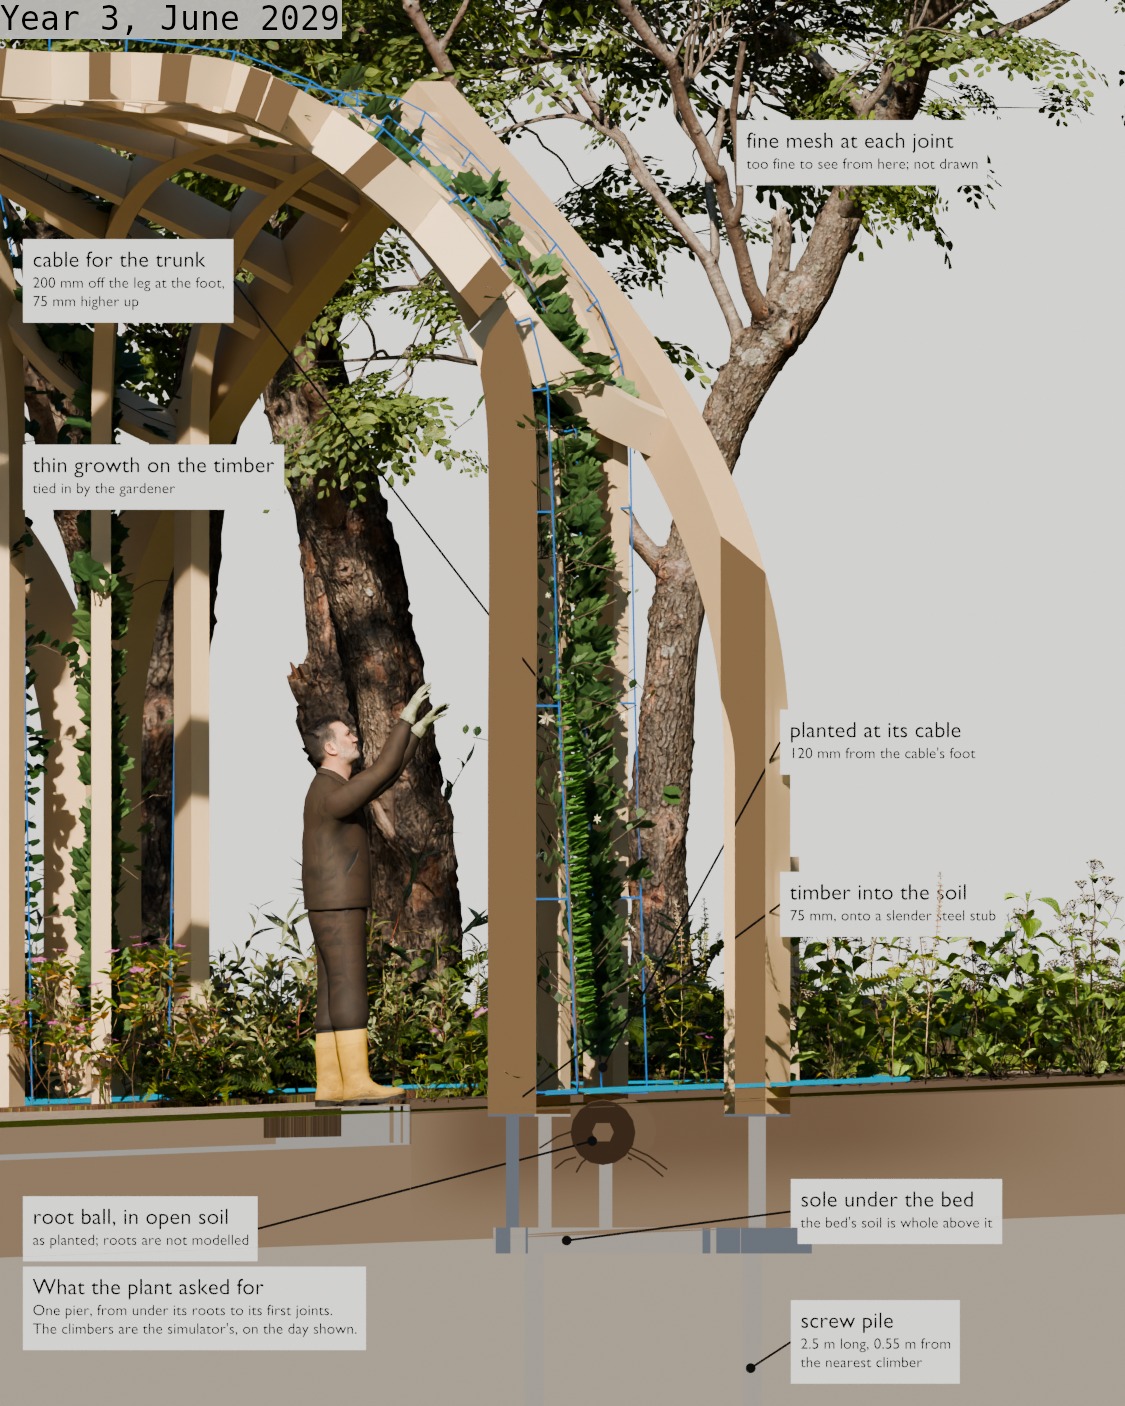 Year 3, June 2029
fine mesh at each joint
too fine to see from here; not drawn
cable for the trunk
200 mm off the leg at the foot,
75 mm higher up
thin growth on the timber
tied in by the gardener
planted at its cable
120 mm from the cable's foot
timber into the soil
75 mm, onto a slender steel stub
root ball, in open soil
as planted; roots are not modelled
sole under the bed
the bed's soil is whole above it
What the plant asked for
One pier, from under its roots to its first joints.
The climbers are the simulator's, on the day shown.
screw pile
2.5 m long, 0.55 m from
the nearest climber